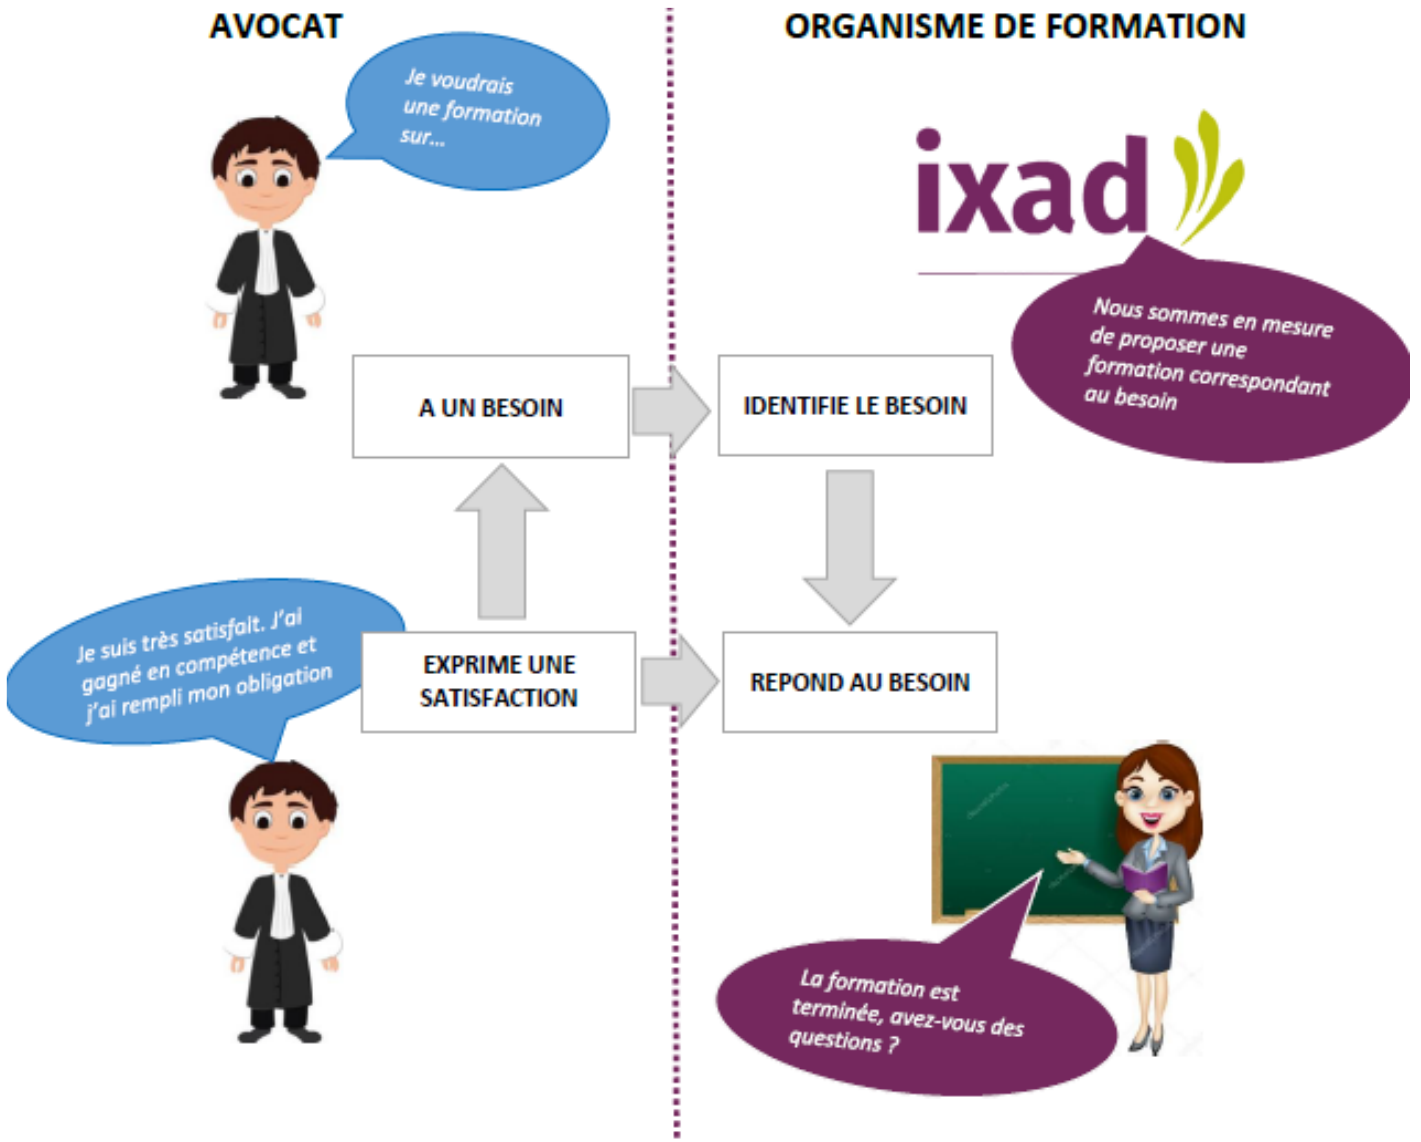 AVOCAT
ORGANISME DE FORMATION
Je voudrais
une formation
sur...
ixad
Nous sommes en mesure
de proposer une
formation correspondant
au besoin
A UN BESOIN
IDENTIFIE LE BESOIN
Je suis très satisfait. J'ai
gagné en compétence et
j'ai rempli mon obligation
EXPRIME UNE
SATISFACTION
REPOND AU BESOIN
La formation est
terminée, avez-vous des
questions ?